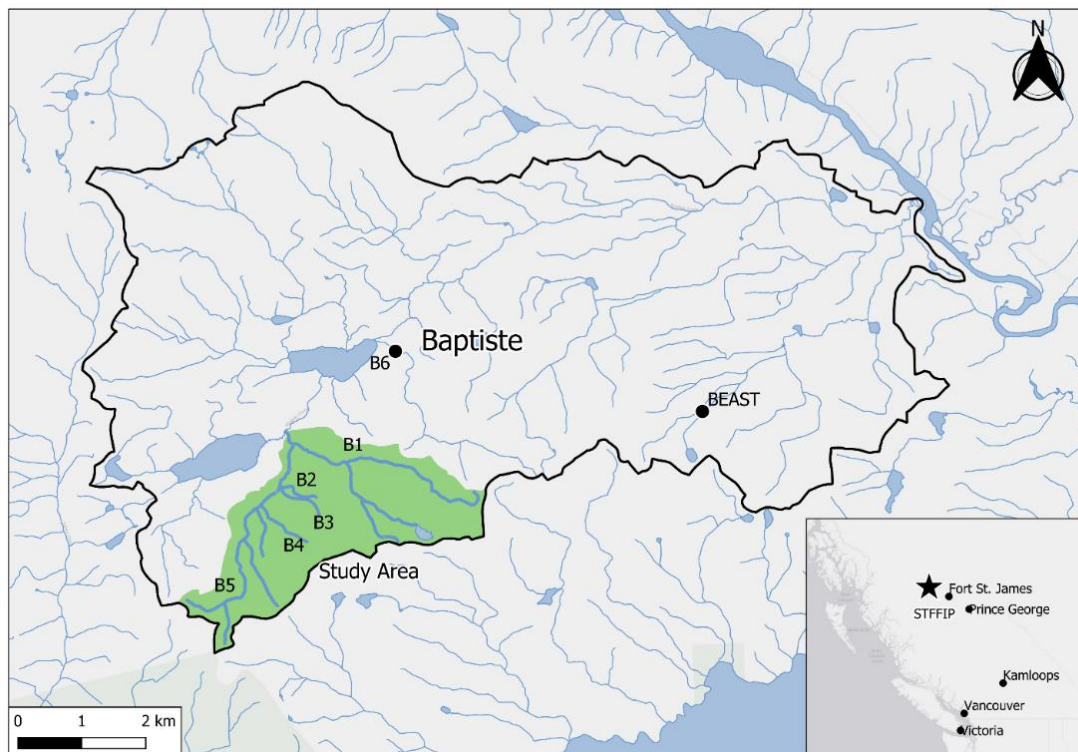 N
Baptiste
B6
BEAST
B1
B2
B3
B4
Study Area
B5
Fort St. James
STFFIP
Prince George
Kamloops
Vancouver
Victoria
0 1 2 km